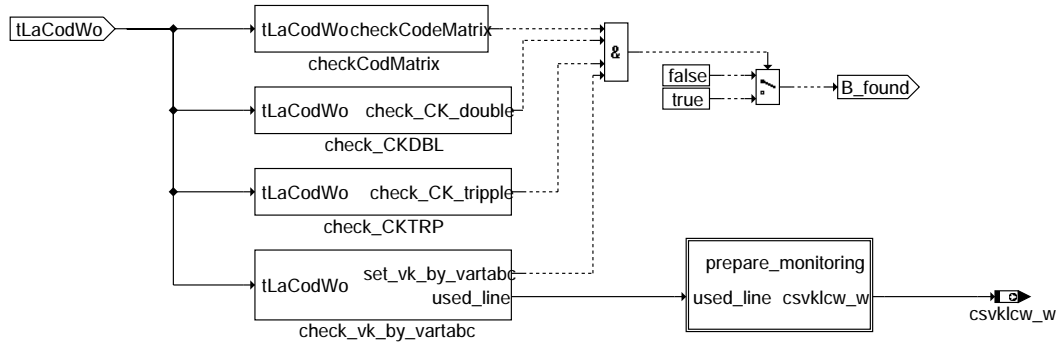 tLaCodWo
tLaCodWo checkCodeMatrix
checkCodMatrix
&
false
true
B_found
tLaCodWo check_CK_double
check_CKDBL
tLaCodWo check_CK_tripple
check_CKTRP
tLaCodWo
set_vk_by_vartabc
used_line
check_vk_by_vartabc
prepare_monitoring
used_line csvklcw_w
csvklcw_w